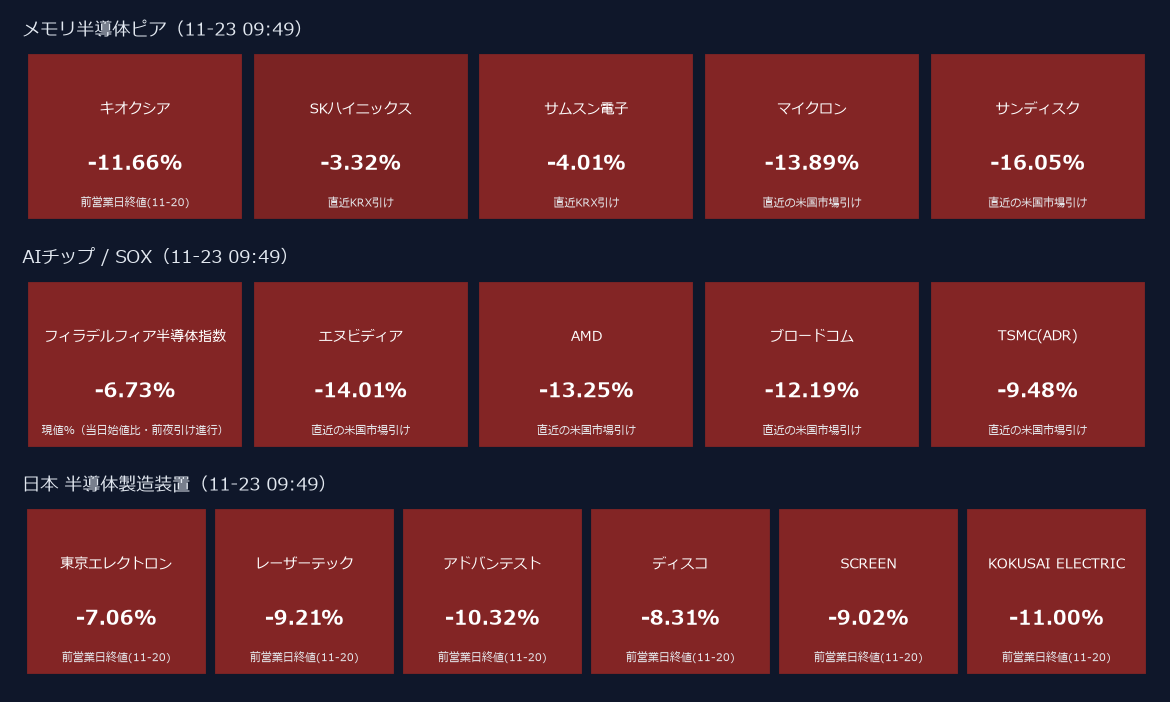 メモリ半導体ピア（11-23 09:49）
キオクシア
-11.66%
前営業日終値(11-20)
SKハイニックス
-3.32%
直近KRX引け
サムスン電子
-4.01%
直近KRX引け
マイクロン
-13.89%
直近の米国市場引け
サンディスク
-16.05%
直近の米国市場引け
AIチップ / SOX（11-23 09:49）
フィラデルフィア半導体指数
-6.73%
現値%（当日始値比・前夜引け進行）
エヌビディア
-14.01%
直近の米国市場引け
AMD
-13.25%
直近の米国市場引け
ブロードコム
-12.19%
直近の米国市場引け
TSMC(ADR)
-9.48%
直近の米国市場引け
日本 半導体製造装置（11-23 09:49）
東京エレクトロン
-7.06%
前営業日終値(11-20)
レーザーテック
-9.21%
前営業日終値(11-20)
アドバンテスト
-10.32%
前営業日終値(11-20)
ディスコ
-8.31%
前営業日終値(11-20)
SCREEN
-9.02%
前営業日終値(11-20)
KOKUSAI ELECTRIC
-11.00%
前営業日終値(11-20)